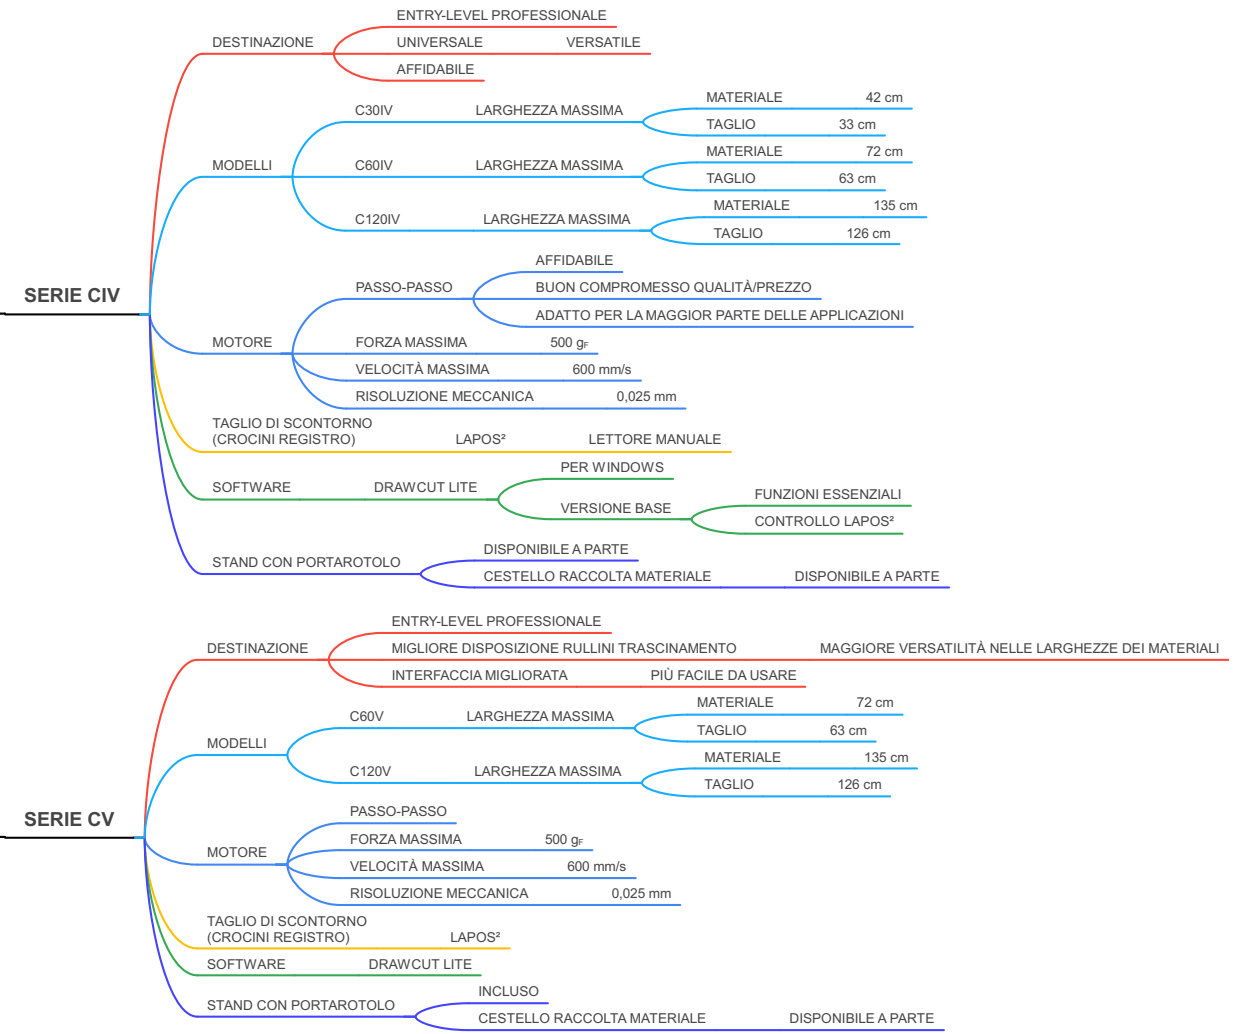 SERIE CIV
DESTINAZIONE
ENTRY-LEVEL PROFESSIONALE
UNIVERSALE VERSATILE
AFFIDABILE
MODELLI
C30IV LARGHEZZA MASSIMA
MATERIALE 42 cm
TAGLIO 33 cm
C60IV LARGHEZZA MASSIMA
MATERIALE 72 cm
TAGLIO 63 cm
C120IV LARGHEZZA MASSIMA
MATERIALE 135 cm
TAGLIO 126 cm
MOTORE
PASSO-PASSO
AFFIDABILE
BUON COMPROMESSO QUALITÀ/PREZZO
ADATTO PER LA MAGGIOR PARTE DELLE APPLICAZIONI
FORZA MASSIMA 500 gF
VELOCITÀ MASSIMA 600 mm/s
RISOLUZIONE MECCANICA 0,025 mm
TAGLIO DI SCONTORNO
(CROCINI REGISTRO) LAPOS² LETTORE MANUALE
SOFTWARE DRAWCUT LITE
PER WINDOWS
VERSIONE BASE
FUNZIONI ESSENZIALI
CONTROLLO LAPOS²
STAND CON PORTAROTOLO
DISPONIBILE A PARTE
CESTELLO RACCOLTA MATERIALE DISPONIBILE A PARTE
SERIE CV
DESTINAZIONE
ENTRY-LEVEL PROFESSIONALE
MIGLIORE DISPOSIZIONE RULLINI TRASCINAMENTO MAGGIORE VERSATILITÀ NELLE LARGHEZZE DEI MATERIALI
INTERFACCIA MIGLIORATA PIÙ FACILE DA USARE
MODELLI
C60V LARGHEZZA MASSIMA
MATERIALE 72 cm
TAGLIO 63 cm
C120V LARGHEZZA MASSIMA
MATERIALE 135 cm
TAGLIO 126 cm
MOTORE
PASSO-PASSO
FORZA MASSIMA 500 gF
VELOCITÀ MASSIMA 600 mm/s
RISOLUZIONE MECCANICA 0,025 mm
TAGLIO DI SCONTORNO
(CROCINI REGISTRO) LAPOS²
SOFTWARE DRAWCUT LITE
STAND CON PORTAROTOLO
INCLUSO
CESTELLO RACCOLTA MATERIALE DISPONIBILE A PARTE